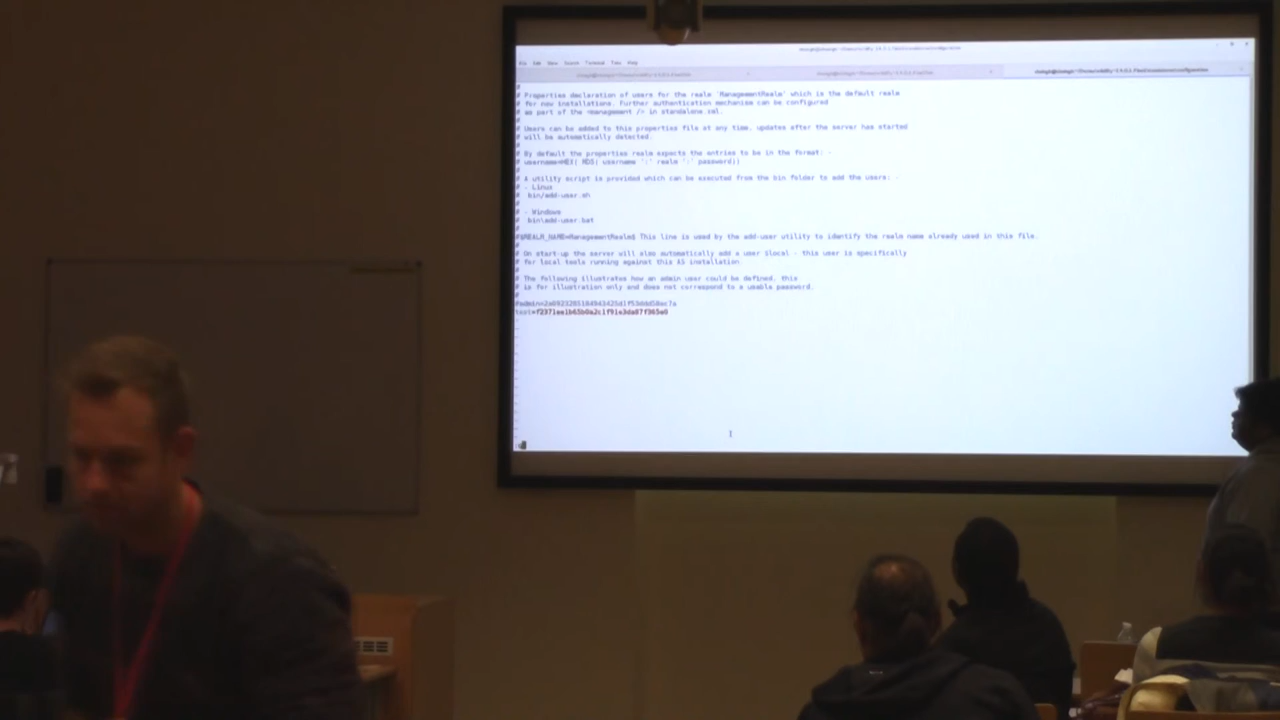 File Edit View Search Terminal Tabs Help
#
# Properties declaration of users for the realm 'ManagementRealm' which is the default realm
# for new installations. Further authentication mechanism can be configured
# as part of the <management /> in standalone.xml.
#
# Users can be added to this properties file at any time, updates after the server has started
# will be automatically detected.
#
# By default the properties realm expects the entries to be in the format: -
# username=HEX( MD5( username ':' realm ':' password))
#
# A utility script is provided which can be executed from the bin folder to add the users: -
# - Linux
#  bin/add-user.sh
#
# - Windows
#  bin\add-user.bat
#
#$REALM_NAME=ManagementRealm$ This line is used by the add-user utility to identify the realm name already used in this file.
#
# On start-up the server will also automatically add a user $local - this user is specifically
# for local tools running against this AS installation.
#
# The following illustrates how an admin user could be defined, this
# is for illustration only and does not correspond to a usable password.
#